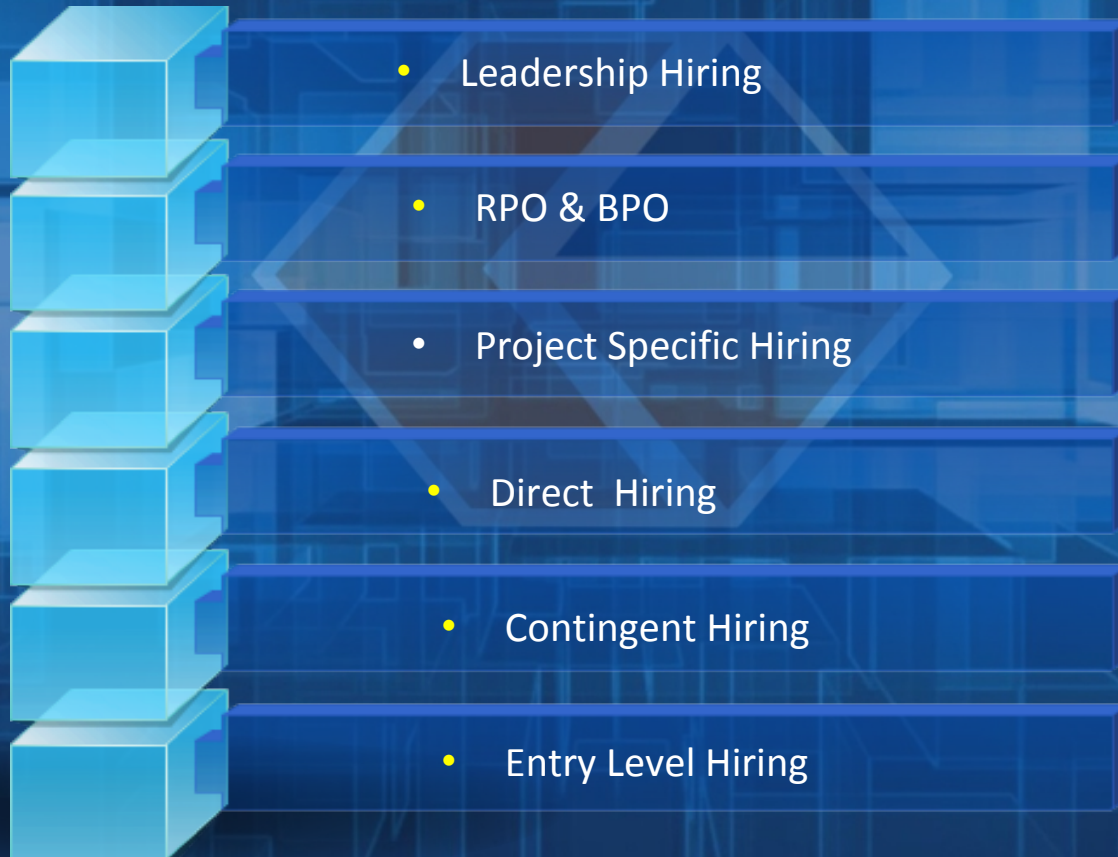 • Leadership Hiring
• RPO & BPO
• Project Specific Hiring
• Direct  Hiring
• Contingent Hiring
• Entry Level Hiring